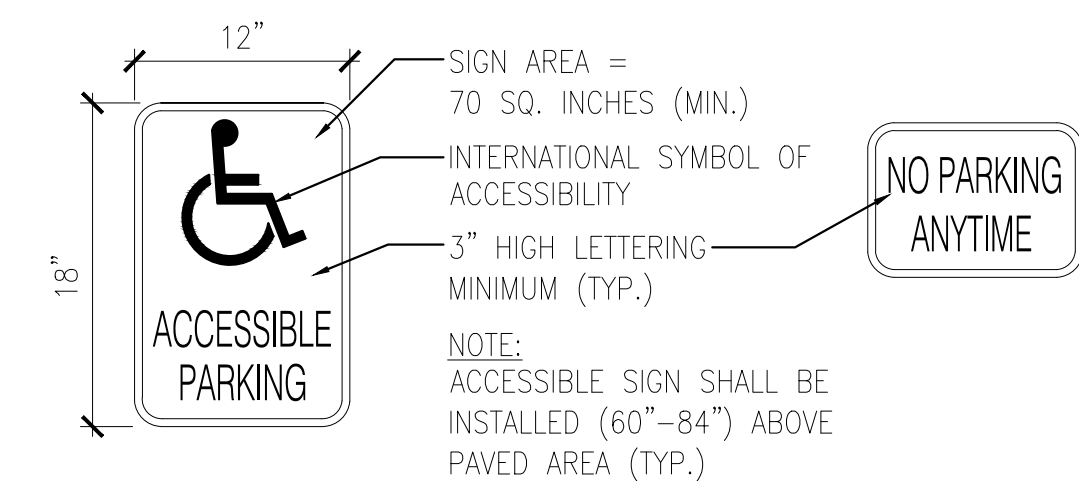 12"
18"
ACCESSIBLE
PARKING
SIGN AREA =
70 SQ. INCHES (MIN.)
INTERNATIONAL SYMBOL OF
ACCESSIBILITY
3" HIGH LETTERING
MINIMUM (TYP.)
NOTE:
ACCESSIBLE SIGN SHALL BE
INSTALLED (60"-84") ABOVE
PAVED AREA (TYP.)
NO PARKING
ANYTIME